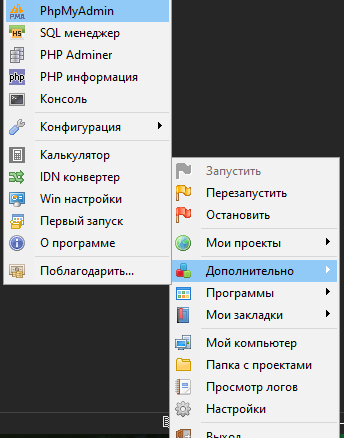 PhpMyAdmin
SQL менеджер
PHP Adminer
PHP информация
Консоль
Конфигурация
Калькулятор
IDN конвертер
Win настройки
Первый запуск
О программе
Поблагодарить...
Запустить
Перезапустить
Остановить
Мои проекты
Дополнительно
Программы
Мои закладки
Мой компьютер
Папка с проектами
Просмотр логов
Настройки
Выход